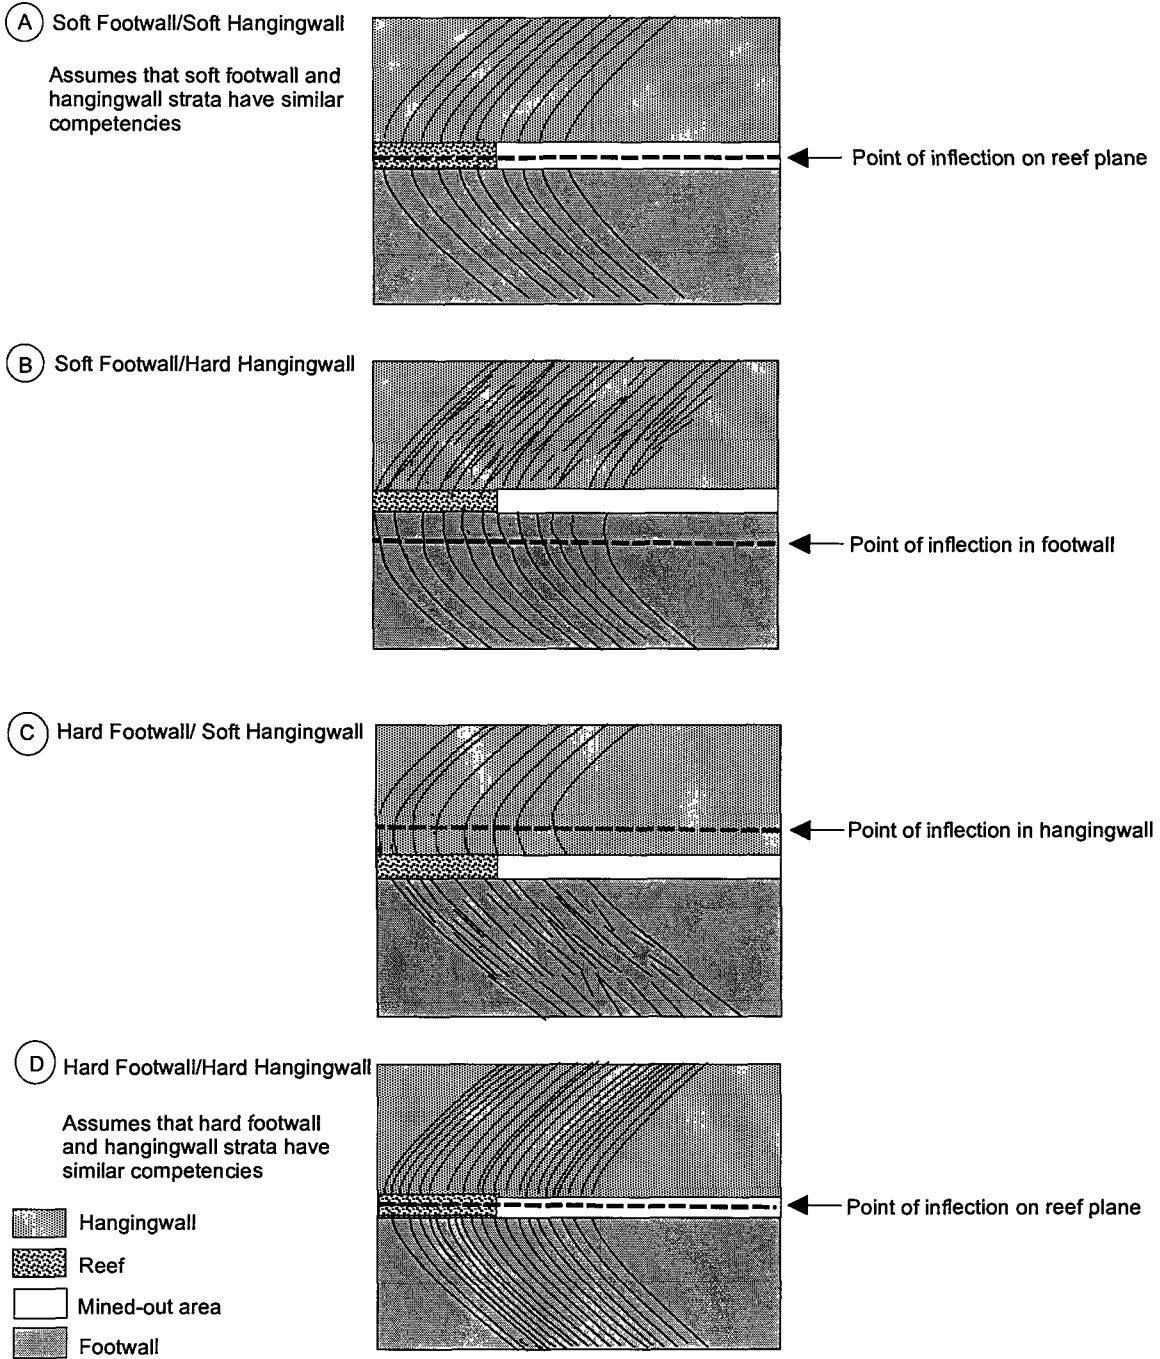 A Soft Footwall/Soft Hangingwall
Assumes that soft footwall and
hangingwall strata have similar
competencies
Point of inflection on reef plane
B Soft Footwall/Hard Hangingwall
Point of inflection in footwall
C Hard Footwall/ Soft Hangingwall
Point of inflection in hangingwall
D Hard Footwall/Hard Hangingwall
Assumes that hard footwall
and hangingwall strata have
similar competencies
Point of inflection on reef plane
Hangingwall
Reef
Mined-out area
Footwall